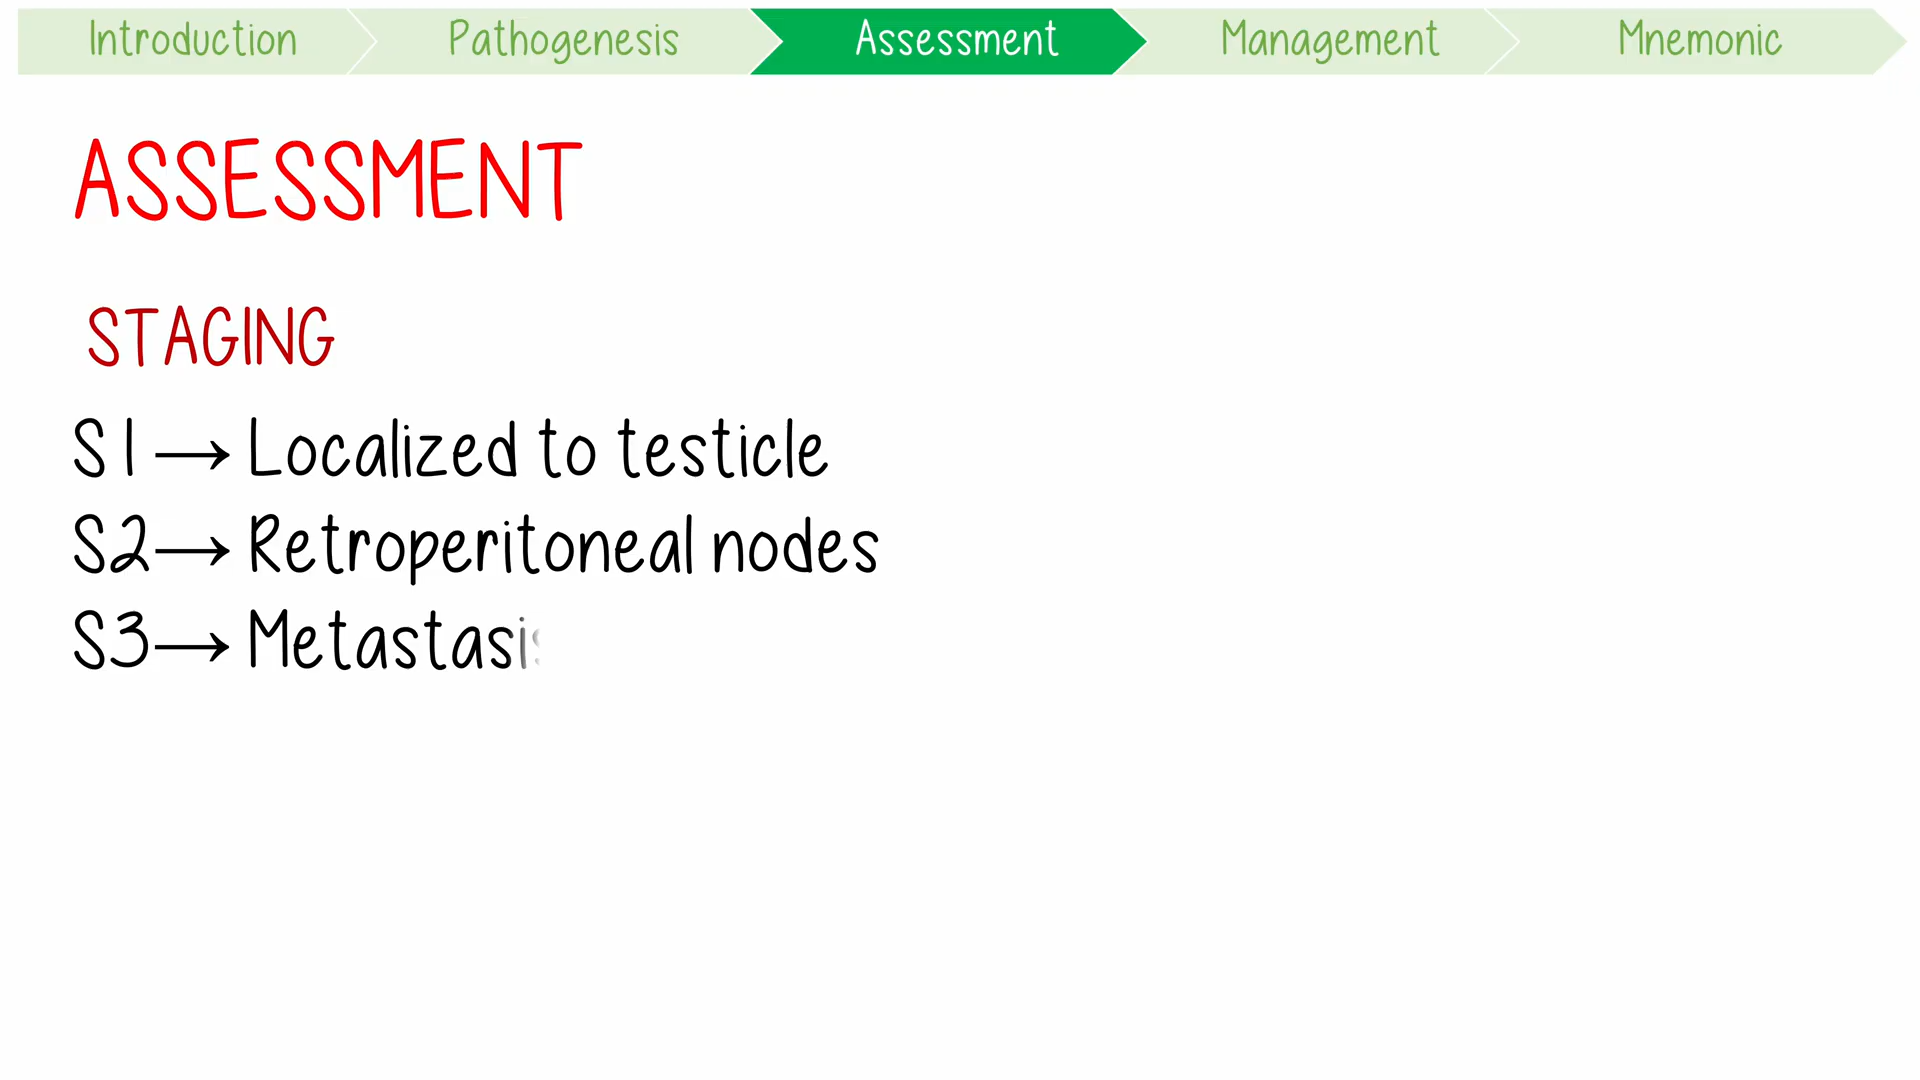 Introduction
Pathogenesis
Assessment
Management
Mnemonic
ASSESSMENT
STAGING
S1→ Localized to testicle
S2→ Retroperitoneal nodes
S3→ Metastasis